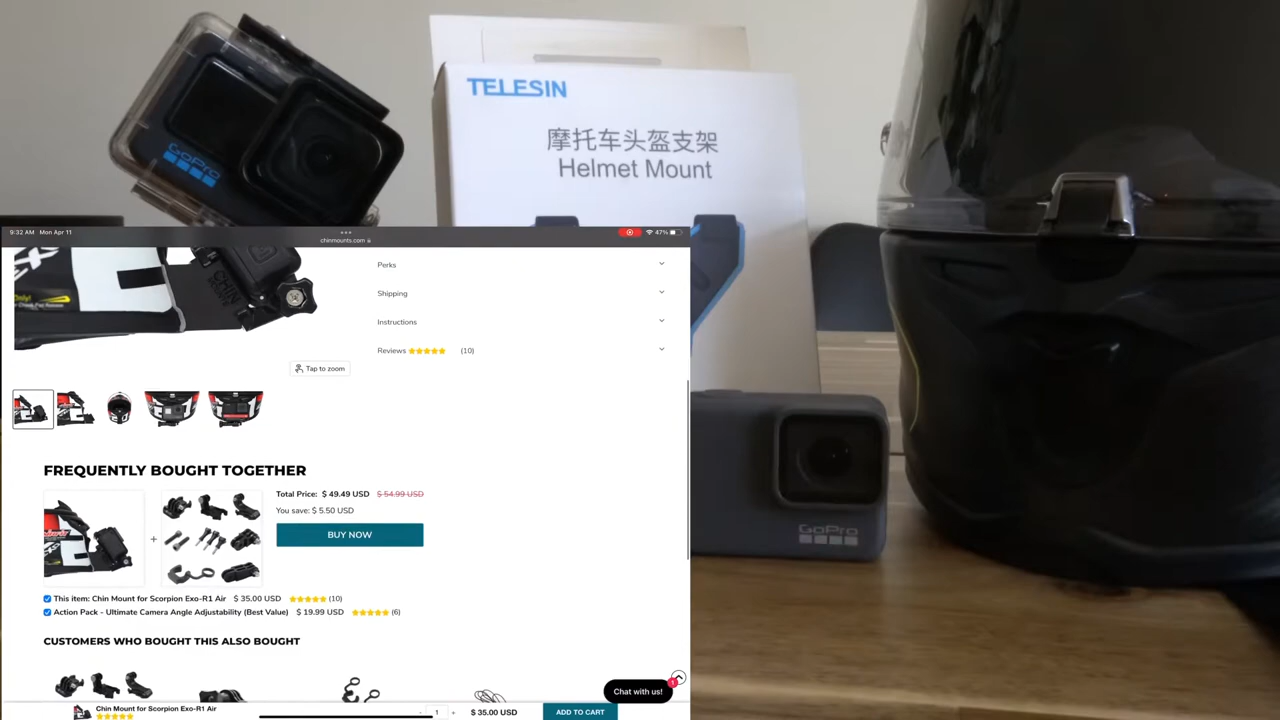 GoPro
TELESIN
摩托车头盔支架
Helmet Mount
GoPro
9:32 AM Mon Apr 11
47%
chinmounts.com
CHIN
Perks
Shipping
Instructions
Reviews (10)
Tap to zoom
FREQUENTLY BOUGHT TOGETHER
Total Price: $ 49.49 USD $ 54.99 USD
You save: $ 5.50 USD
BUY NOW
This item: Chin Mount for Scorpion Exo-R1 Air $ 35.00 USD (10)
Action Pack - Ultimate Camera Angle Adjustability (Best Value) $ 19.99 USD (6)
CUSTOMERS WHO BOUGHT THIS ALSO BOUGHT
Chat with us!
1
Chin Mount for Scorpion Exo-R1 Air
- 1 +
$ 35.00 USD
ADD TO CART